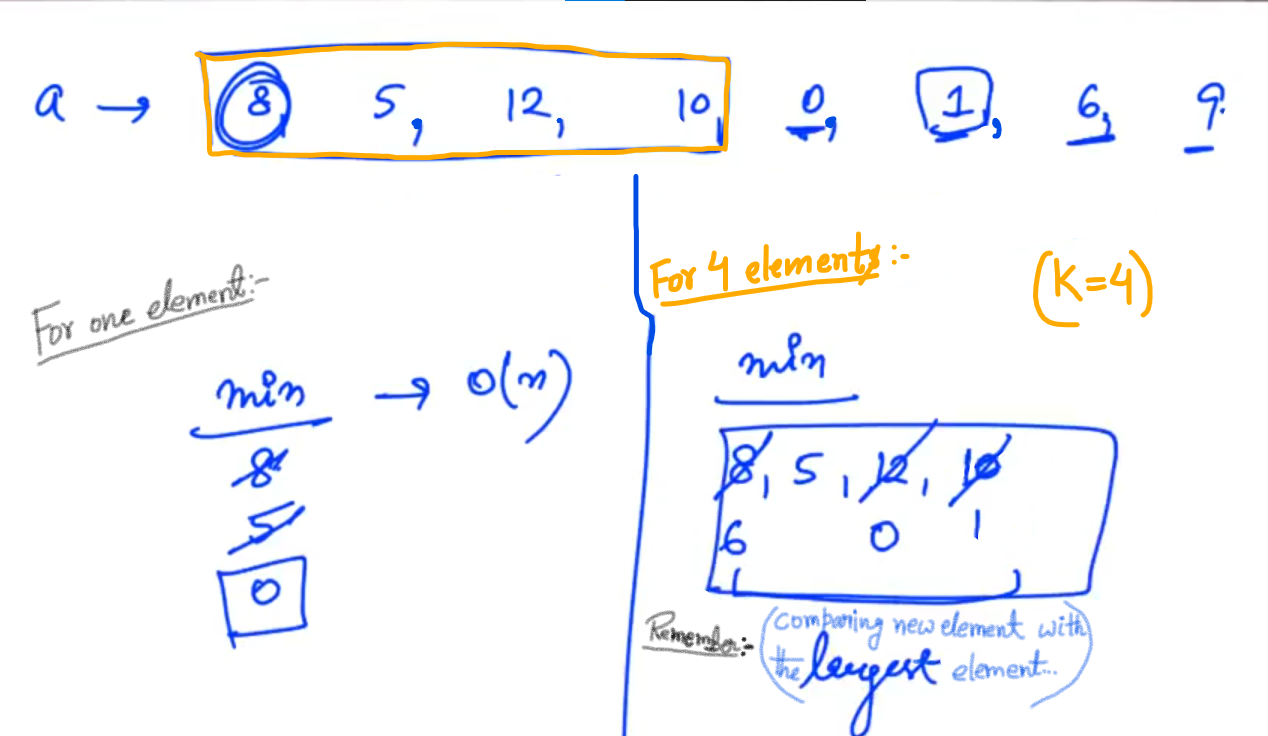 a → 8, 5, 12, 10, 0, 1, 6, 9.
For one element:-
min → O(n)
8
5
0
For 4 elements:- (K=4)
min
8, 5, 12, 10
6 0 1
Remember:- (comparing new element with
the largest element...)